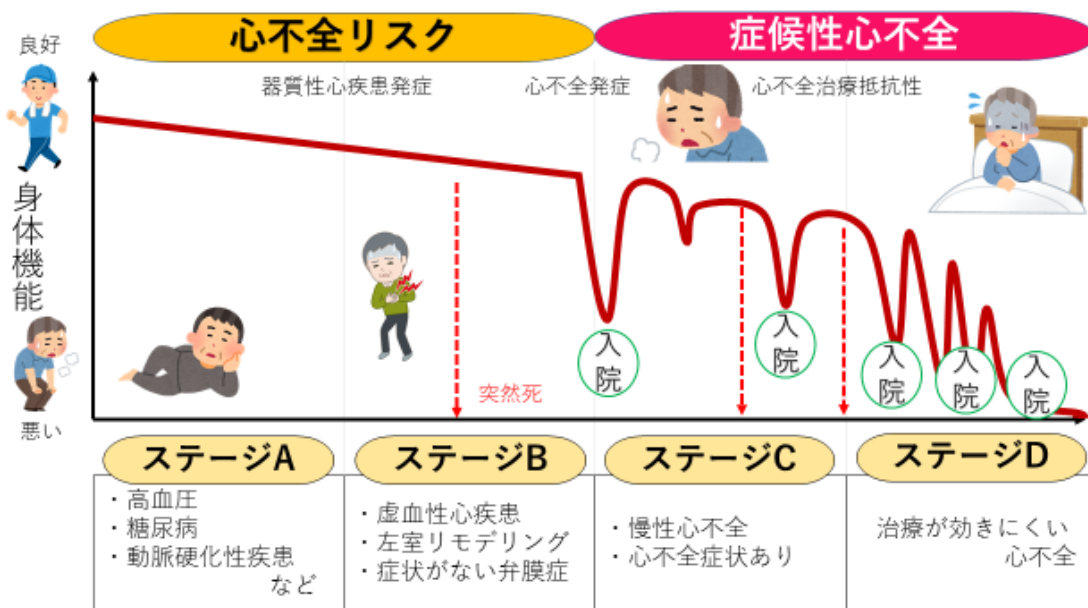 心不全リスク
症候性心不全
良好
器質性心疾患発症
心不全発症
心不全治療抵抗性
身体機能
悪い
突然死
入院
入院
入院
入院
入院
ステージA
ステージB
ステージC
ステージD
・高血圧
・糖尿病
・動脈硬化性疾患
など
・虚血性心疾患
・左室リモデリング
・症状がない弁膜症
・慢性心不全
・心不全症状あり
治療が効きにくい
心不全